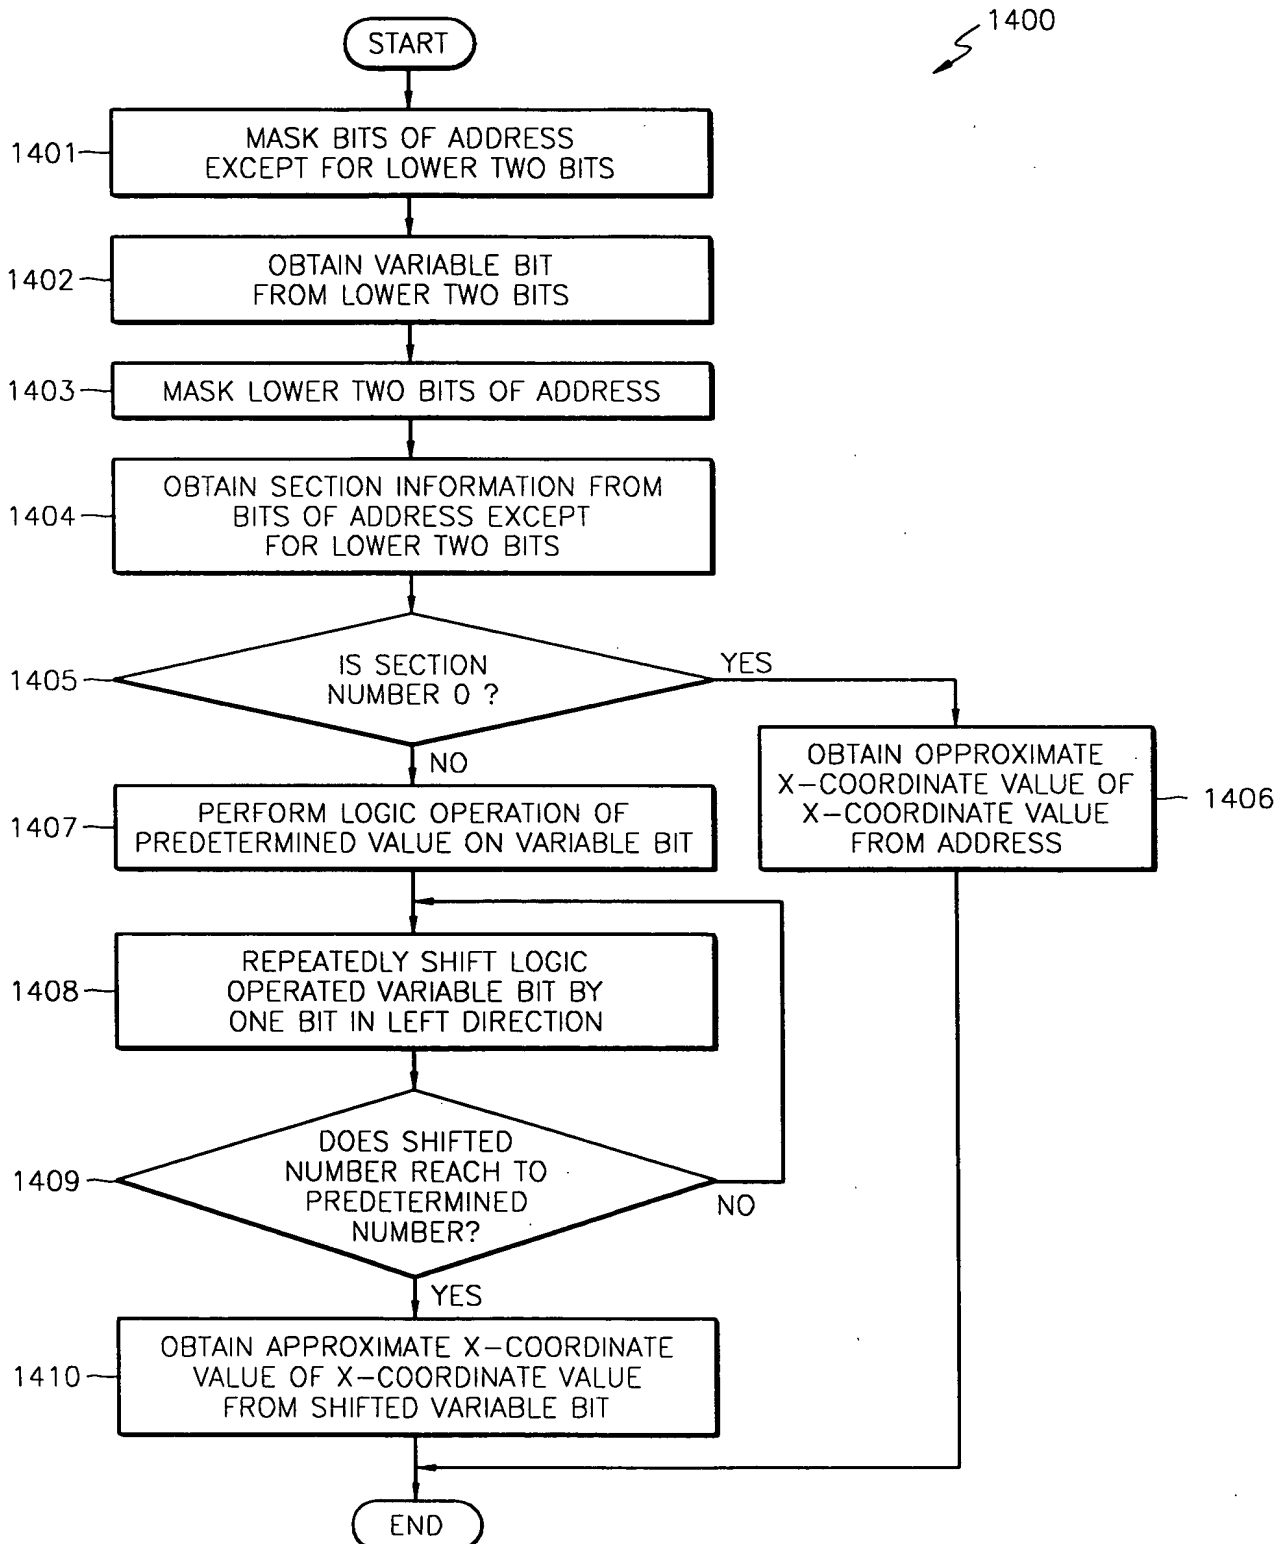 1400
START
1401
MASK BITS OF ADDRESS
EXCEPT FOR LOWER TWO BITS
1402
OBTAIN VARIABLE BIT
FROM LOWER TWO BITS
1403
MASK LOWER TWO BITS OF ADDRESS
1404
OBTAIN SECTION INFORMATION FROM
BITS OF ADDRESS EXCEPT
FOR LOWER TWO BITS
1405
IS SECTION
NUMBER 0 ?
YES
NO
OBTAIN OPPROXIMATE
X-COORDINATE VALUE OF
X-COORDINATE VALUE
FROM ADDRESS
1406
1407
PERFORM LOGIC OPERATION OF
PREDETERMINED VALUE ON VARIABLE BIT
1408
REPEATEDLY SHIFT LOGIC
OPERATED VARIABLE BIT BY
ONE BIT IN LEFT DIRECTION
1409
DOES SHIFTED
NUMBER REACH TO
PREDETERMINED
NUMBER?
NO
YES
1410
OBTAIN APPROXIMATE X-COORDINATE
VALUE OF X-COORDINATE VALUE
FROM SHIFTED VARIABLE BIT
END